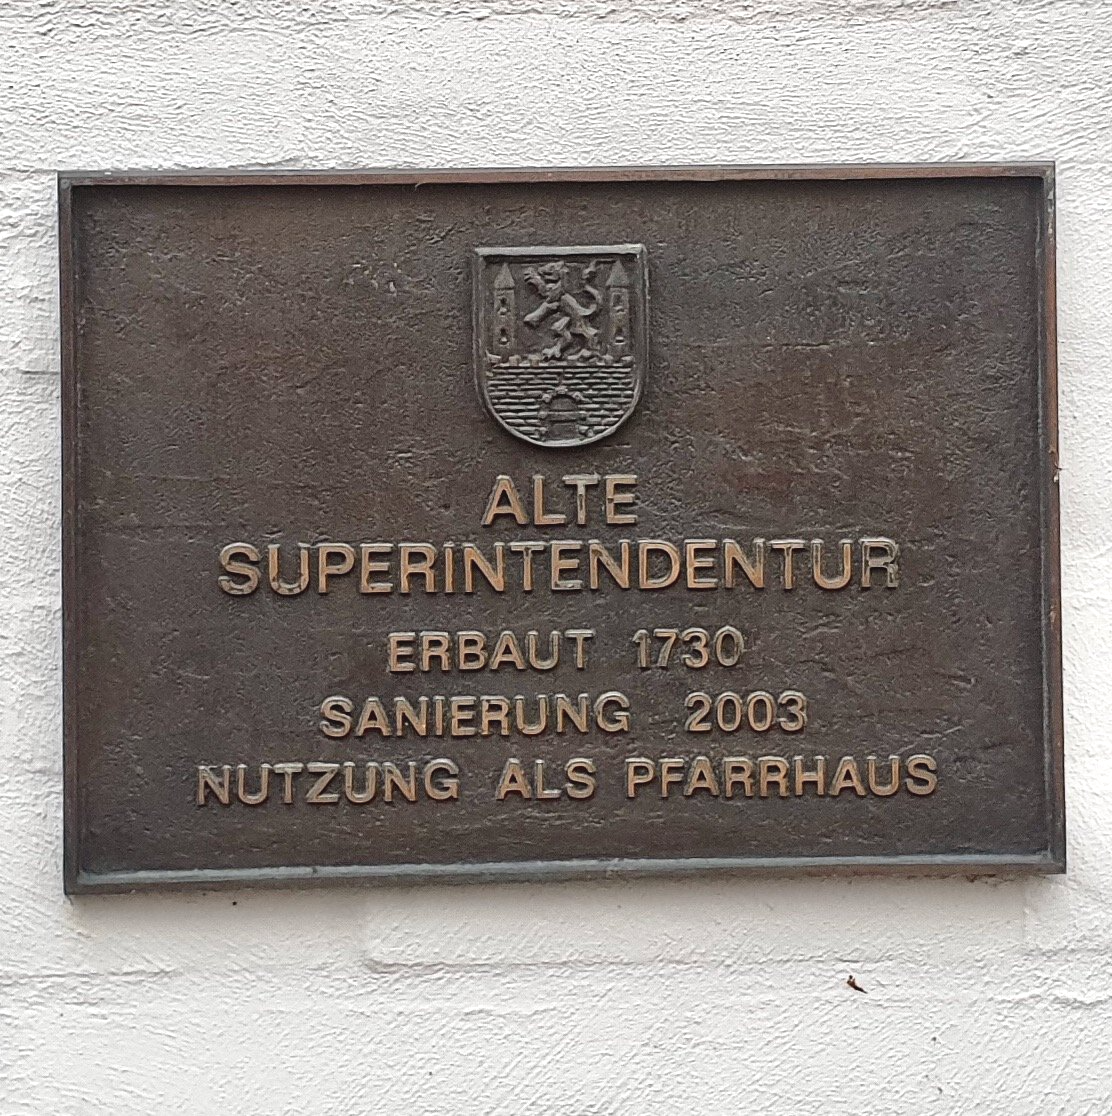 ALTE
SUPERINTENDENTUR
ERBAUT 1730
SANIERUNG 2003
NUTZUNG ALS PFARRHAUS